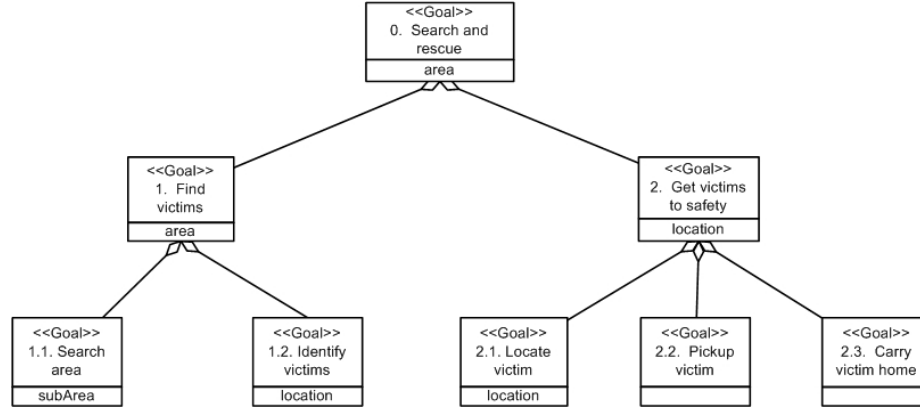 <<Goal>>
0. Search and
rescue
area
<<Goal>>
1. Find
victims
area
<<Goal>>
2. Get victims
to safety
location
<<Goal>>
1.1. Search
area
subArea
<<Goal>>
1.2. Identify
victims
location
<<Goal>>
2.1. Locate
victim
location
<<Goal>>
2.2. Pickup
victim
<<Goal>>
2.3. Carry
victim home